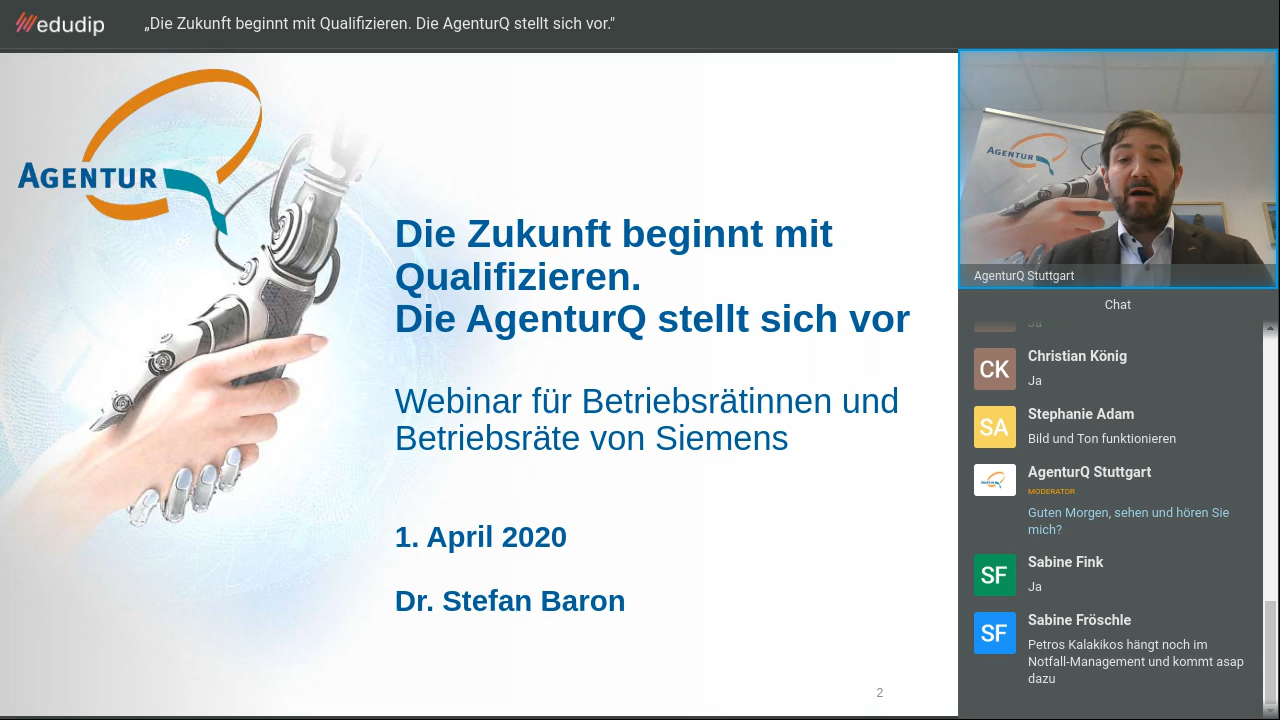 edudip
„Die Zukunft beginnt mit Qualifizieren. Die AgenturQ stellt sich vor."
AGENTUR
Die Zukunft beginnt mit
Qualifizieren.
Die AgenturQ stellt sich vor
Webinar für Betriebsrätinnen und
Betriebsräte von Siemens
1. April 2020
Dr. Stefan Baron
2
AGENTUR
AgenturQ Stuttgart
Chat
Ja
CK
Christian König
Ja
SA
Stephanie Adam
Bild und Ton funktionieren
AgenturQ Stuttgart
MODERATOR
Guten Morgen, sehen und hören Sie
mich?
SF
Sabine Fink
Ja
SF
Sabine Fröschle
Petros Kalakikos hängt noch im
Notfall-Management und kommt asap
dazu